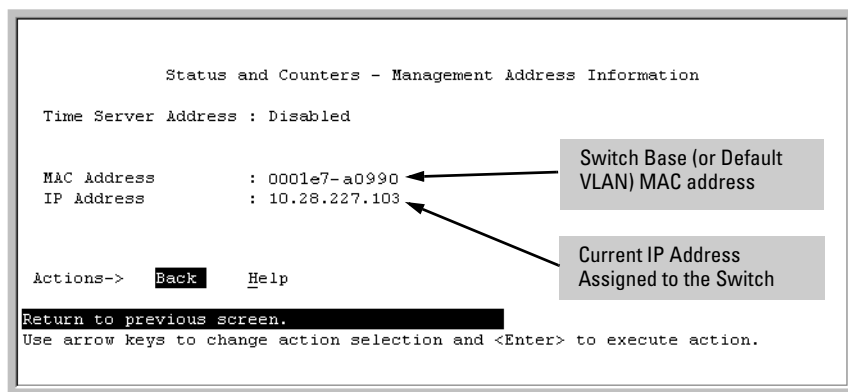 Status and Counters - Management Address Information
Time Server Address : Disabled
MAC Address : 0001e7-a0990
Switch Base (or Default
VLAN) MAC address
IP Address : 10.28.227.103
Current IP Address
Assigned to the Switch
Actions-> Back Help
Return to previous screen.
Use arrow keys to change action selection and <Enter> to execute action.